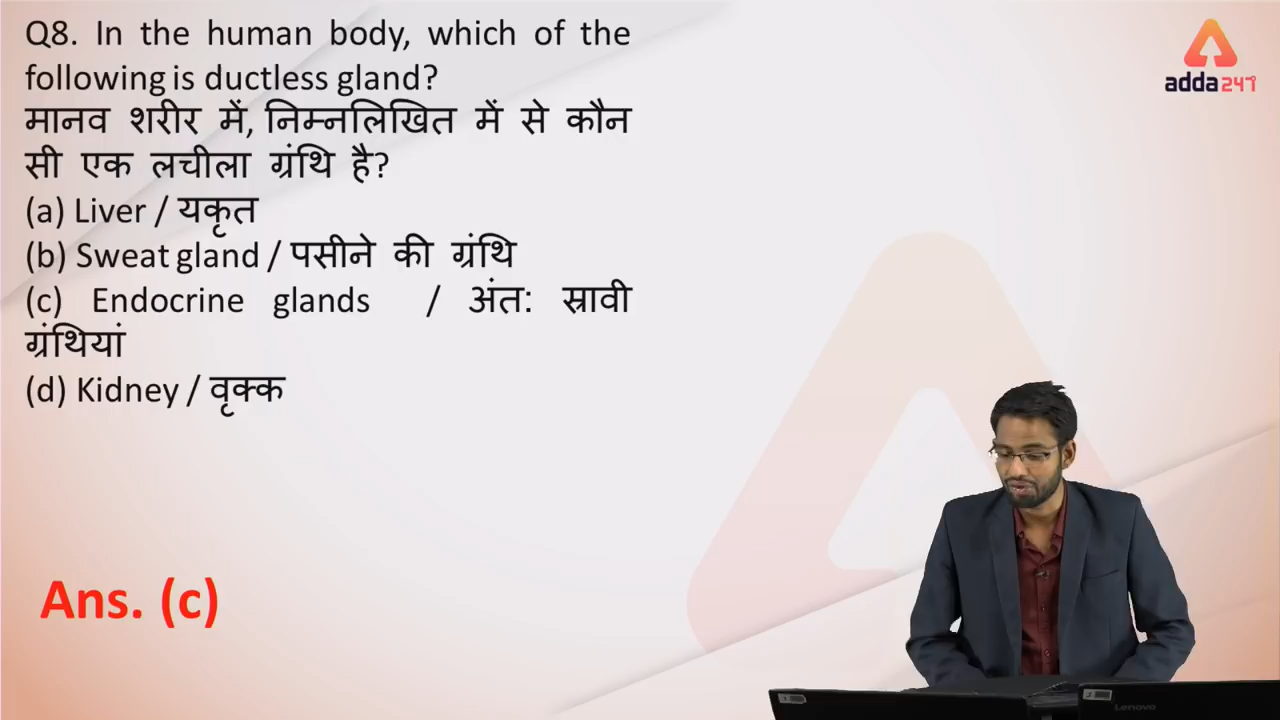 Q8. In the human body, which of the
following is ductless gland?
मानव शरीर में, निम्नलिखित में से कौन
सी एक लचीला ग्रंथि है?
(a) Liver / यकृत
(b) Sweat gland / पसीने की ग्रंथि
(c) Endocrine glands / अंत: स्रावी
ग्रंथियां
(d) Kidney / वृक्क
Ans. (c)
adda247
Lenovo